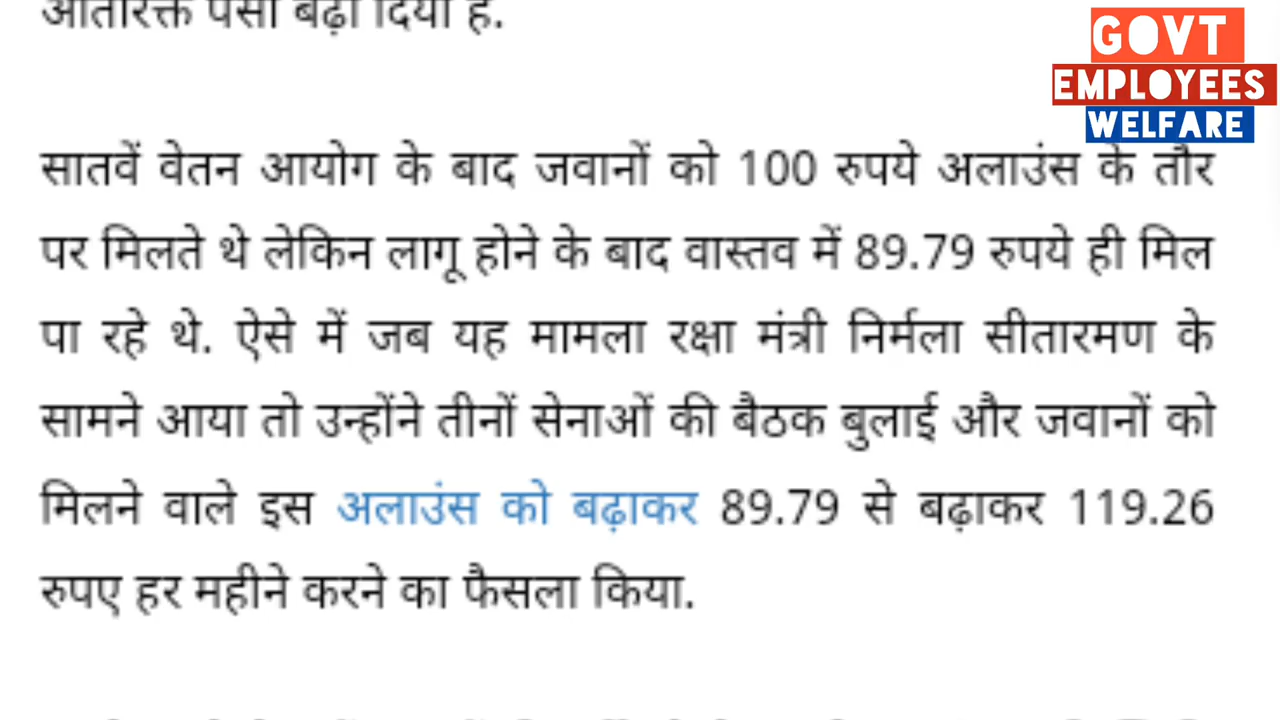 अतिरिक्त पैसा बढ़ा दिया है.
GOVT
EMPLOYEES
WELFARE
सातवें वेतन आयोग के बाद जवानों को 100 रुपये अलाउंस के तौर
पर मिलते थे लेकिन लागू होने के बाद वास्तव में 89.79 रुपये ही मिल
पा रहे थे. ऐसे में जब यह मामला रक्षा मंत्री निर्मला सीतारमण के
सामने आया तो उन्होंने तीनों सेनाओं की बैठक बुलाई और जवानों को
मिलने वाले इस अलाउंस को बढ़ाकर 89.79 से बढ़ाकर 119.26
रुपए हर महीने करने का फैसला किया.